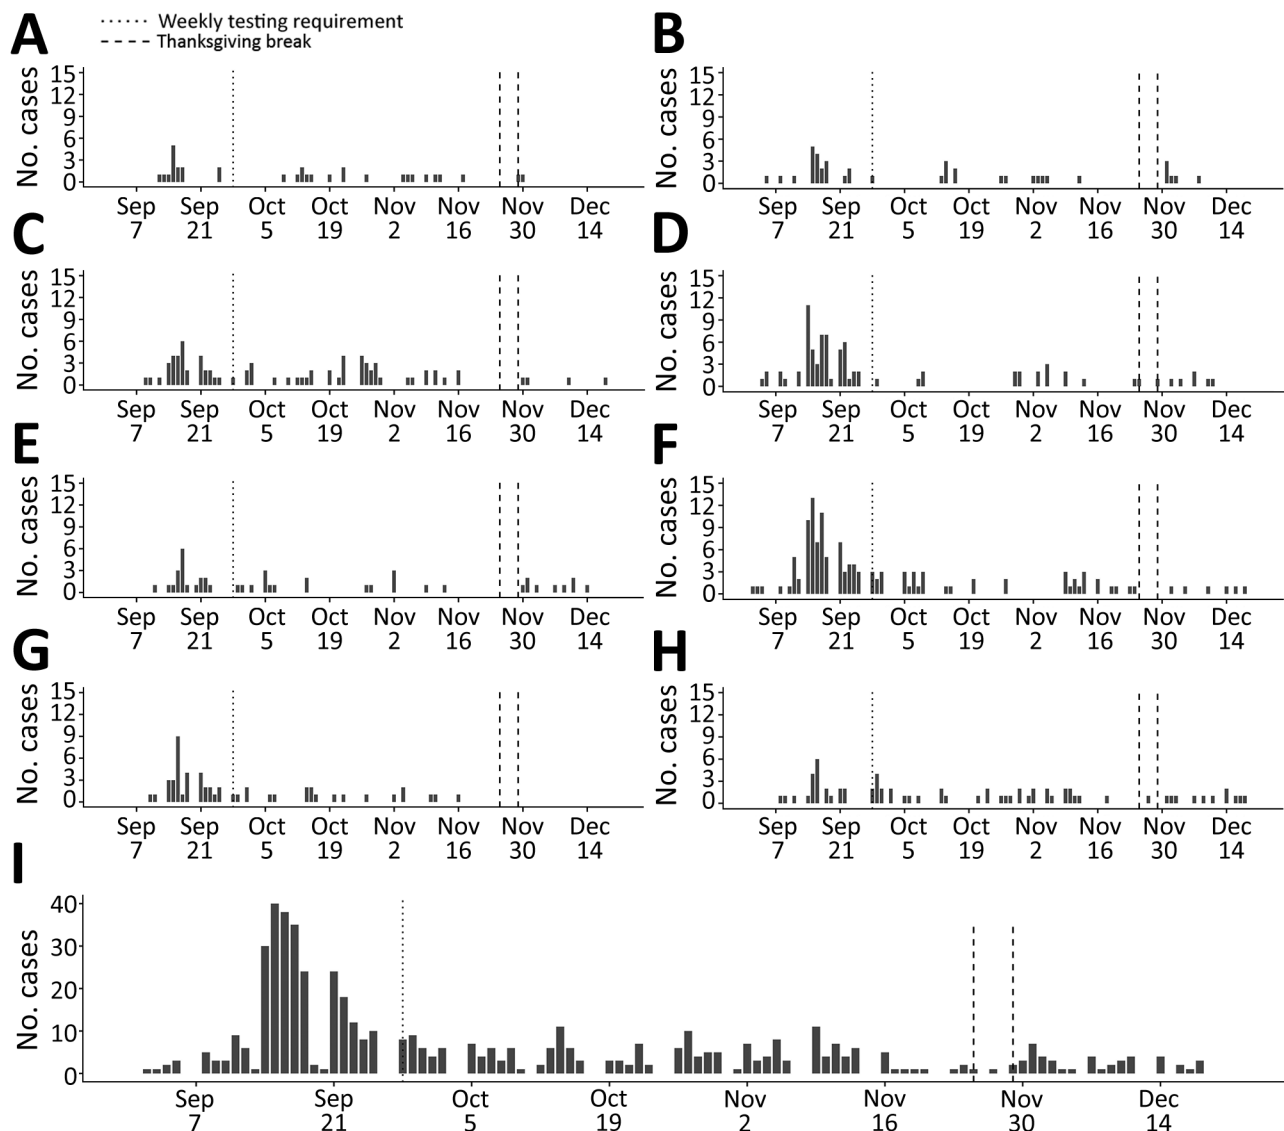 A
Weekly testing requirement
Thanksgiving break
No. cases
15
12
9
6
3
0
Sep 7
Sep 21
Oct 5
Oct 19
Nov 2
Nov 16
Nov 30
Dec 14
B
No. cases
15
12
9
6
3
0
Sep 7
Sep 21
Oct 5
Oct 19
Nov 2
Nov 16
Nov 30
Dec 14
C
No. cases
15
12
9
6
3
0
Sep 7
Sep 21
Oct 5
Oct 19
Nov 2
Nov 16
Nov 30
Dec 14
D
No. cases
15
12
9
6
3
0
Sep 7
Sep 21
Oct 5
Oct 19
Nov 2
Nov 16
Nov 30
Dec 14
E
No. cases
15
12
9
6
3
0
Sep 7
Sep 21
Oct 5
Oct 19
Nov 2
Nov 16
Nov 30
Dec 14
F
No. cases
15
12
9
6
3
0
Sep 7
Sep 21
Oct 5
Oct 19
Nov 2
Nov 16
Nov 30
Dec 14
G
No. cases
15
12
9
6
3
0
Sep 7
Sep 21
Oct 5
Oct 19
Nov 2
Nov 16
Nov 30
Dec 14
H
No. cases
15
12
9
6
3
0
Sep 7
Sep 21
Oct 5
Oct 19
Nov 2
Nov 16
Nov 30
Dec 14
I
No. cases
40
30
20
10
0
Sep 7
Sep 21
Oct 5
Oct 19
Nov 2
Nov 16
Nov 30
Dec 14